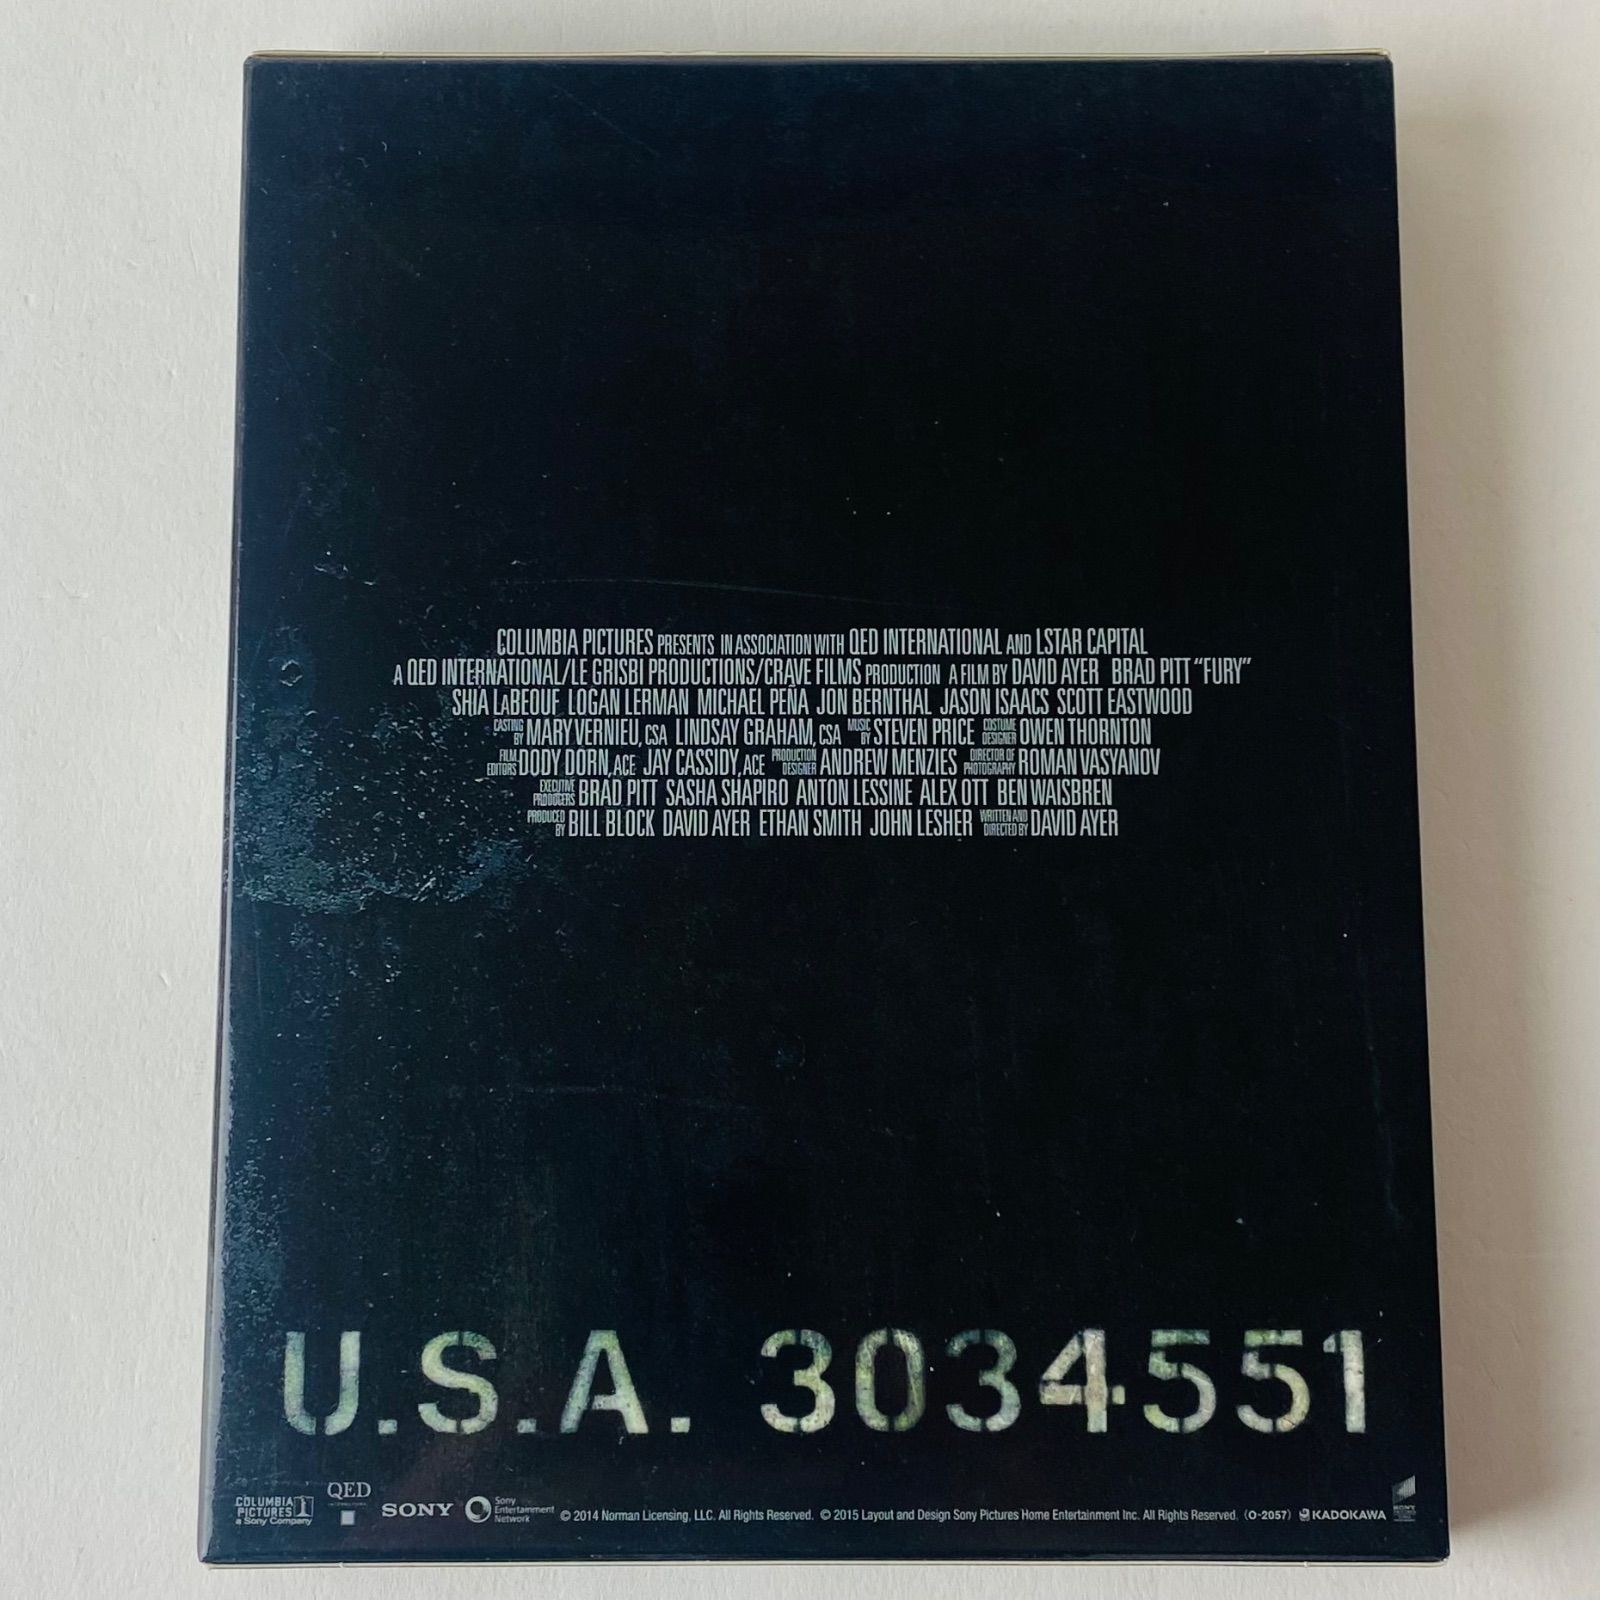 COLUMBIA PICTURES PRESENTS IN ASSOCIATION WITH QED INTERNATIONAL AND LSTAR CAPITAL
A QED INTERNATIONAL/LE GRISBI PRODUCTIONS/CRAVE FILMS PRODUCTION A FILM BY DAVID AYER BRAD PITT “FURY”
SHIA LABEOUF LOGAN LERMAN MICHAEL PEÑA JON BERNTHAL JASON ISAACS SCOTT EASTWOOD
CASTING BY MARY VERNIEU, CSA LINDSAY GRAHAM, CSA MUSIC BY STEVEN PRICE COSTUME DESIGNER OWEN THORNTON
FILM EDITORS DODY DORN, ACE JAY CASSIDY, ACE PRODUCTION DESIGNER ANDREW MENZIES DIRECTOR OF PHOTOGRAPHY ROMAN VASYANOV
EXECUTIVE PRODUCERS BRAD PITT SASHA SHAPIRO ANTON LESSINE ALEX OTT BEN WAISBREN
PRODUCED BY BILL BLOCK DAVID AYER ETHAN SMITH JOHN LESHER WRITTEN AND DIRECTED BY DAVID AYER
U.S.A. 3034551
COLUMBIA PICTURES a Sony Company
QED
SONY
Sony Entertainment Network
© 2014 Norman Licensing, LLC. All Rights Reserved. © 2015 Layout and Design Sony Pictures Home Entertainment Inc. All Rights Reserved. (O-2057) KADOKAWA